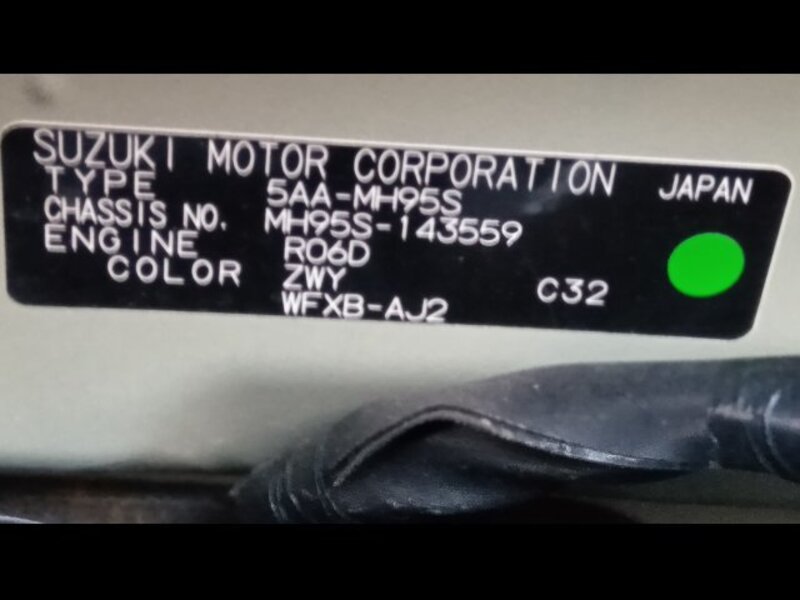 SUZUKI MOTOR CORPORATION JAPAN
TYPE 5AA-MH95S
CHASSIS NO. MH95S-143559
ENGINE R06D
COLOR ZWY C32
WFXB-AJ2